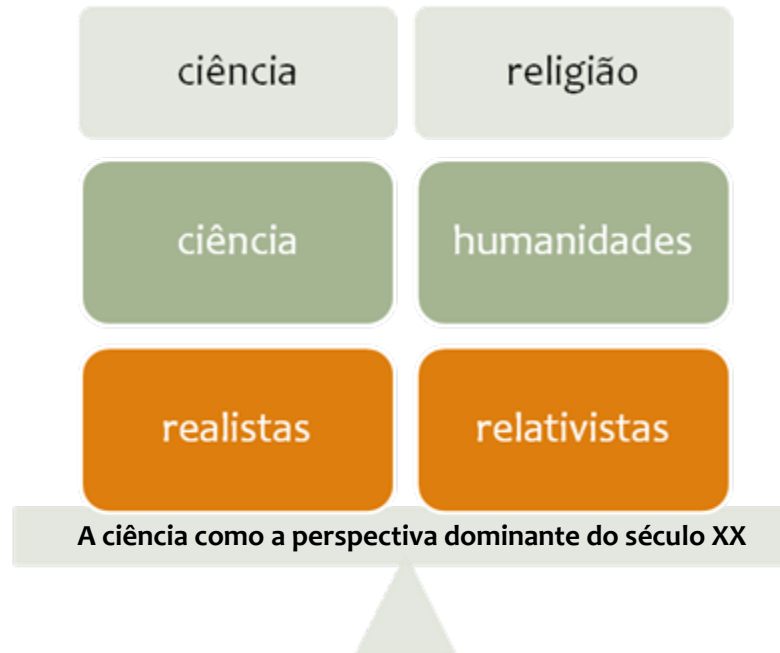 ciência religião
ciência humanidades
realistas relativistas
A ciência como a perspectiva dominante do século XX